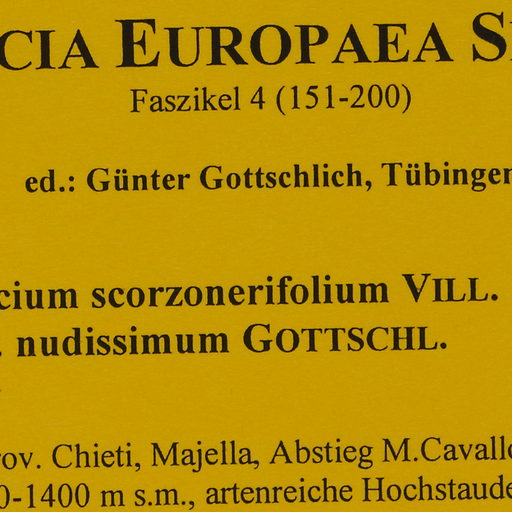 CIA EUROPAEA S
Faszikel 4 (151-200)
ed.: Günter Gottschlich, Tübingen
cium scorzonerifolium VILL.
. nudissimum GOTTSCHL.
ov. Chieti, Majella, Abstieg M.Cavallo
0-1400 m s.m., artenreiche Hochstaude